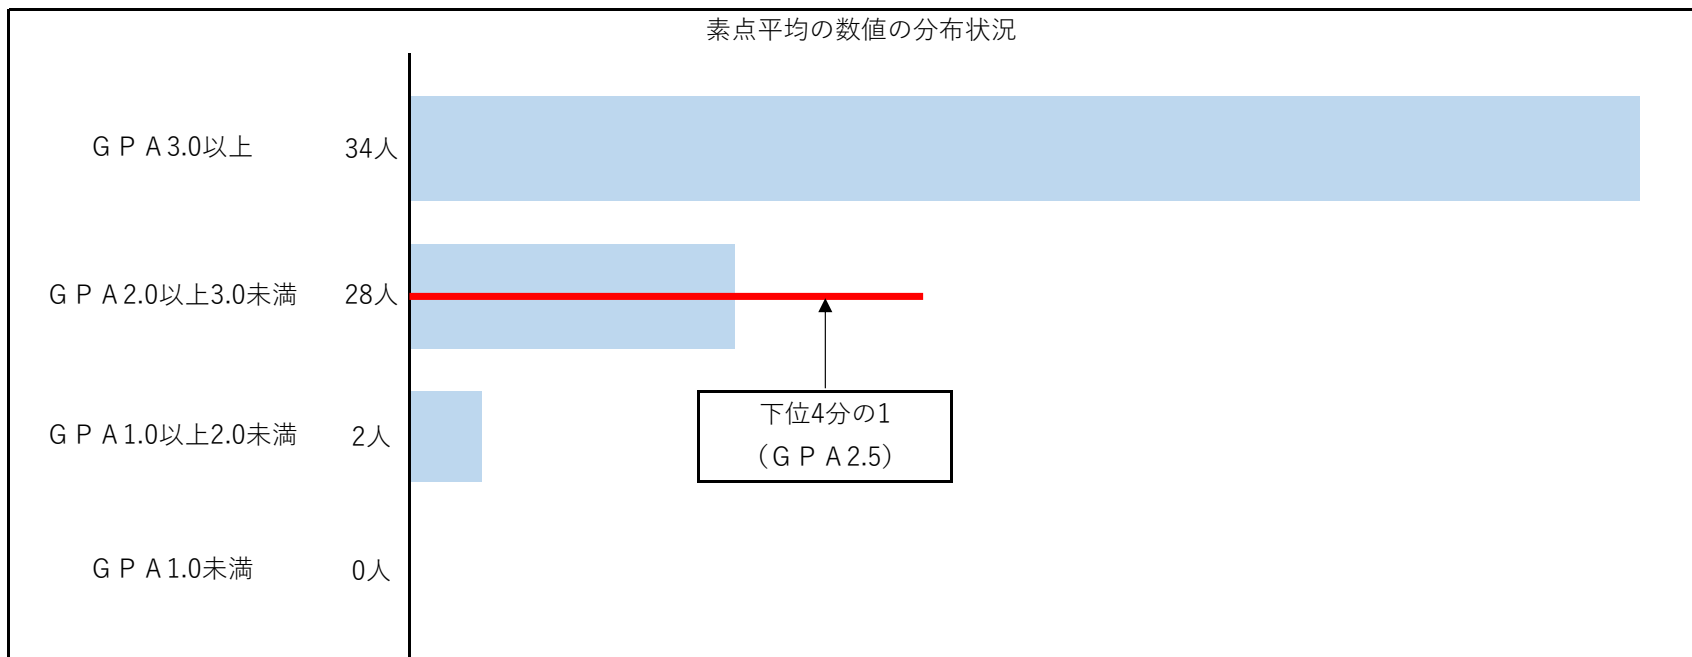 素点平均の数値の分布状況
ＧＰＡ3.0以上 34人
ＧＰＡ2.0以上3.0未満 28人
下位4分の1
（ＧＰＡ2.5）
ＧＰＡ1.0以上2.0未満 2人
ＧＰＡ1.0未満 0人